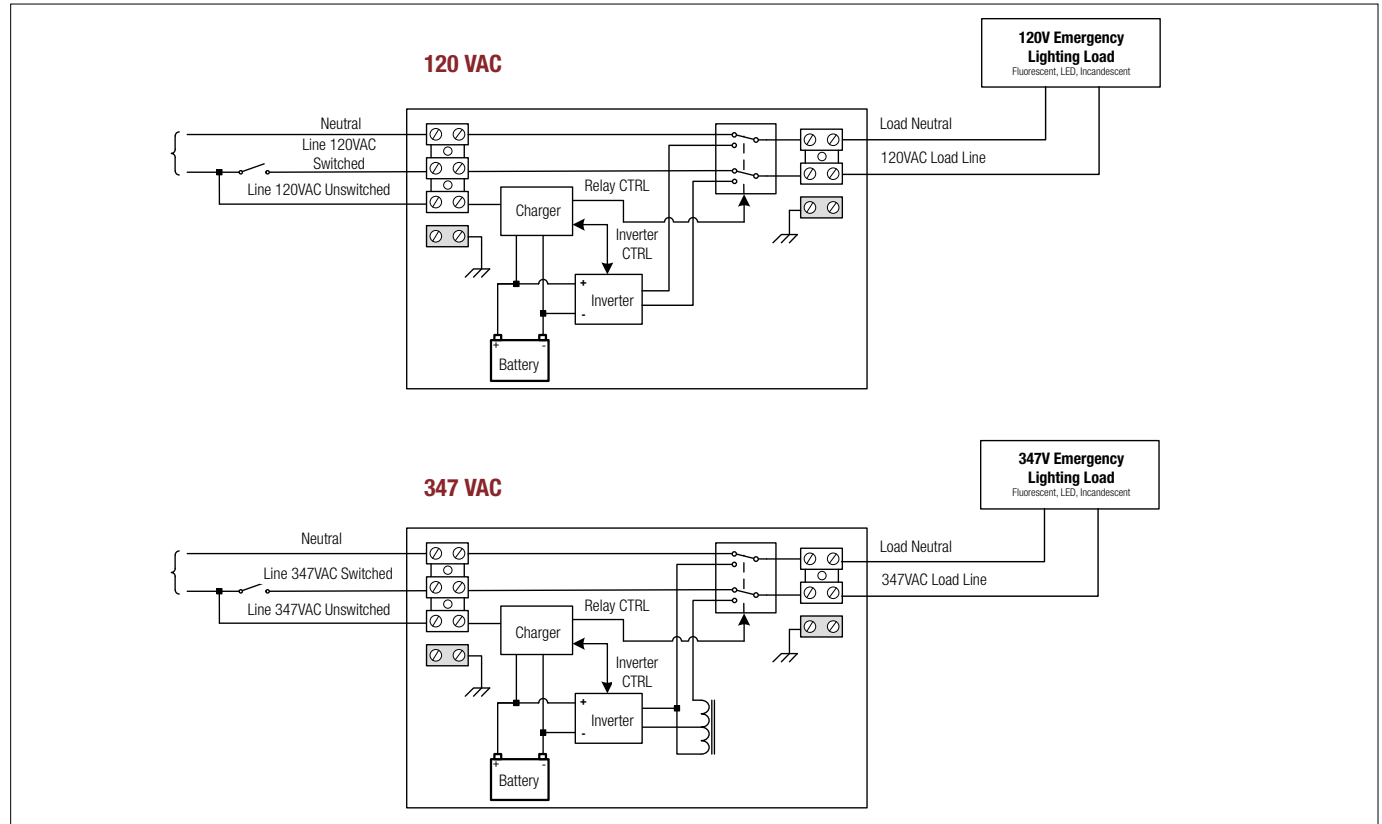 120 VAC
120V Emergency
Lighting Load
Fluorescent, LED, Incandescent
Neutral
Line 120VAC
Switched
Line 120VAC Unswitched
Load Neutral
120VAC Load Line
Relay CTRL
Charger
Inverter
CTRL
+
Inverter
-
+ -
Battery
347 VAC
347V Emergency
Lighting Load
Fluorescent, LED, Incandescent
Neutral
Line 347VAC Switched
Line 347VAC Unswitched
Load Neutral
347VAC Load Line
Relay CTRL
Charger
Inverter
CTRL
+
Inverter
-
+ -
Battery